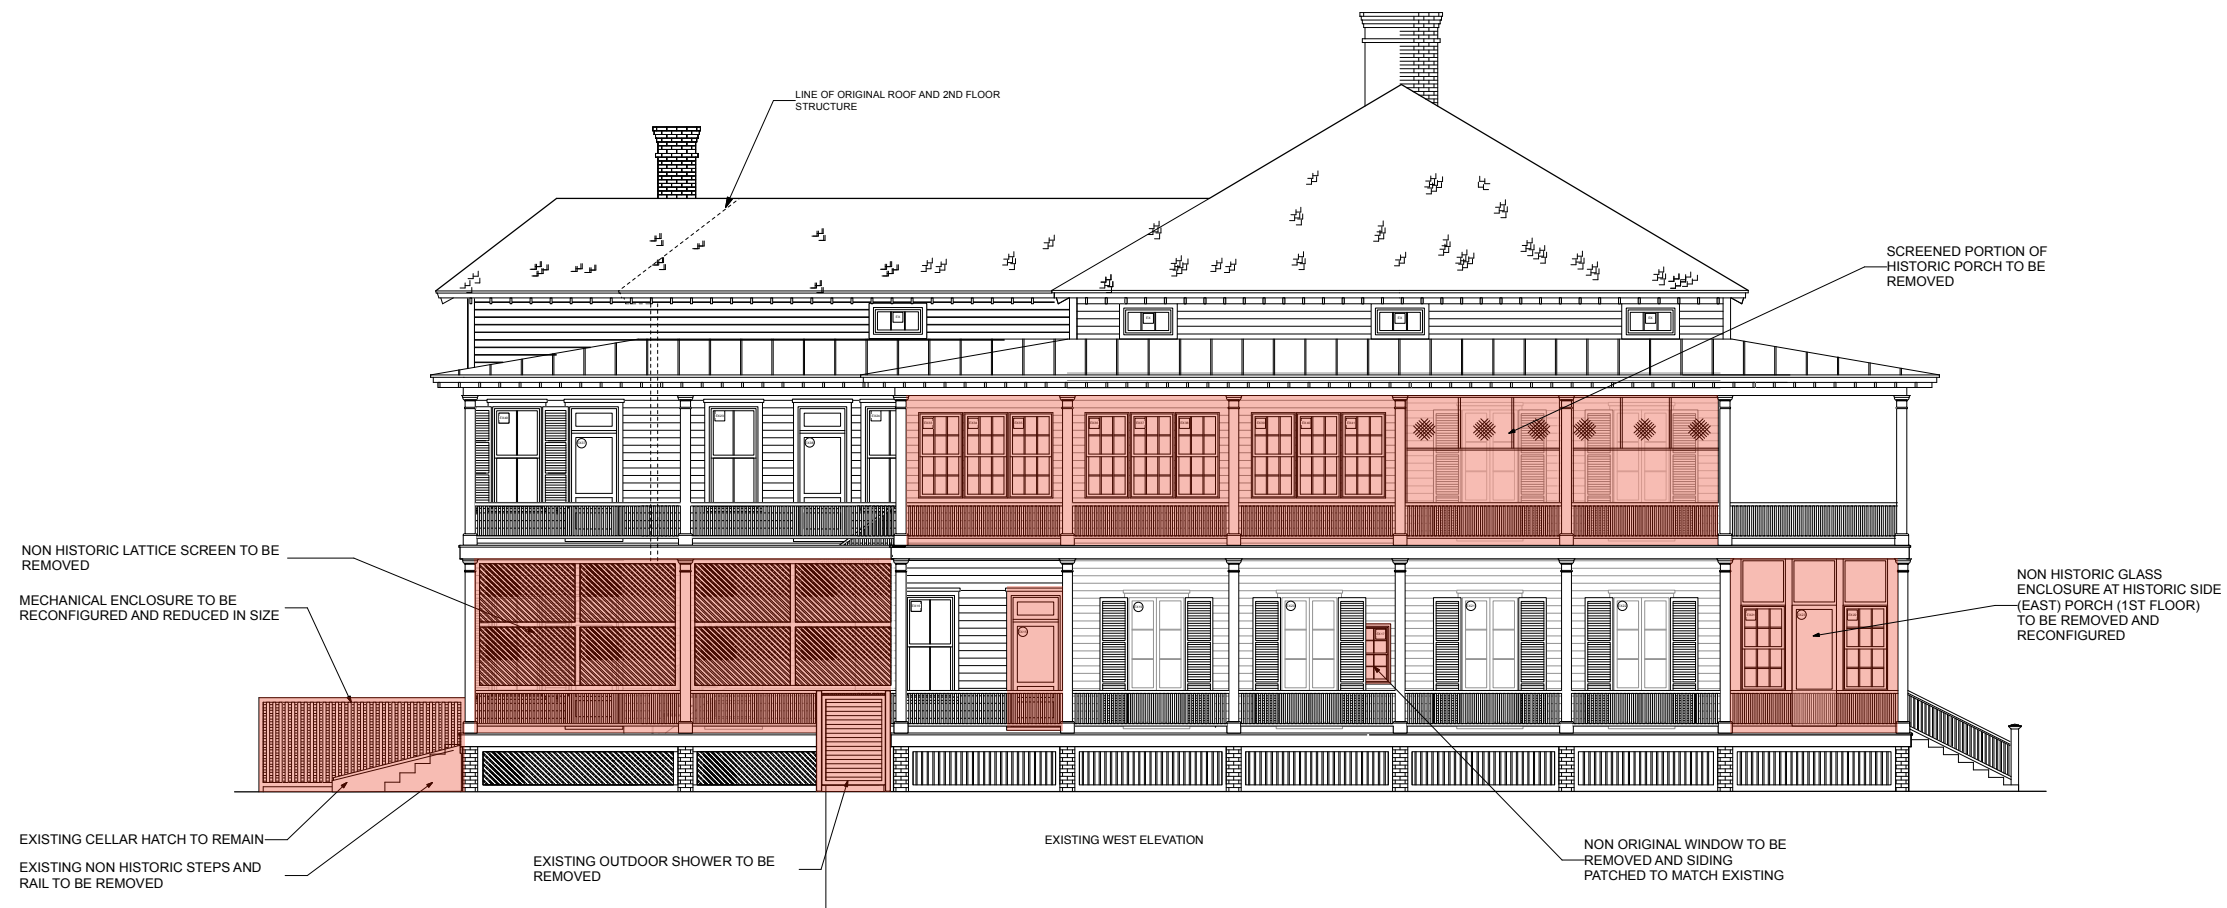 LINE OF ORIGINAL ROOF AND 2ND FLOOR
STRUCTURE
SCREENED PORTION OF
HISTORIC PORCH TO BE
REMOVED
NON HISTORIC LATTICE SCREEN TO BE
REMOVED
MECHANICAL ENCLOSURE TO BE
RECONFIGURED AND REDUCED IN SIZE
NON HISTORIC GLASS
ENCLOSURE AT HISTORIC SIDE
(EAST) PORCH (1ST FLOOR)
TO BE REMOVED AND
RECONFIGURED
EXISTING CELLAR HATCH TO REMAIN
EXISTING NON HISTORIC STEPS AND
RAIL TO BE REMOVED
EXISTING OUTDOOR SHOWER TO BE
REMOVED
EXISTING WEST ELEVATION
NON ORIGINAL WINDOW TO BE
REMOVED AND SIDING
PATCHED TO MATCH EXISTING